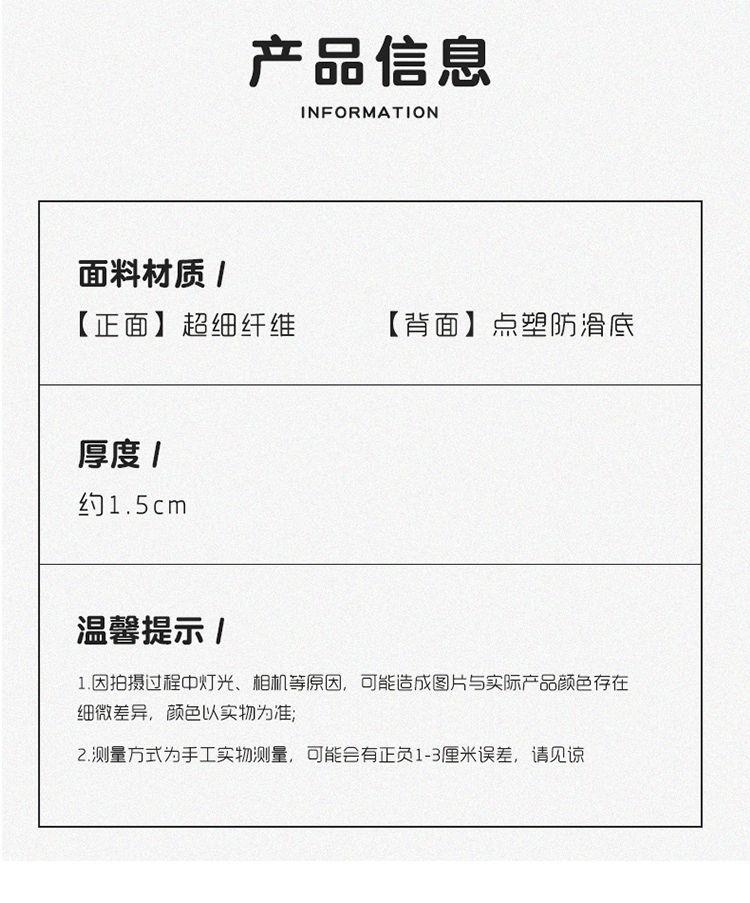 产品信息
INFORMATION
面料材质 /
【正面】超细纤维 【背面】点塑防滑底
厚度 /
约1.5cm
温馨提示 /
1.因拍摄过程中灯光、相机等原因，可能造成图片与实际产品颜色存在
细微差异，颜色以实物为准;
2.测量方式为手工实物测量，可能会有正负1-3厘米误差，请见谅